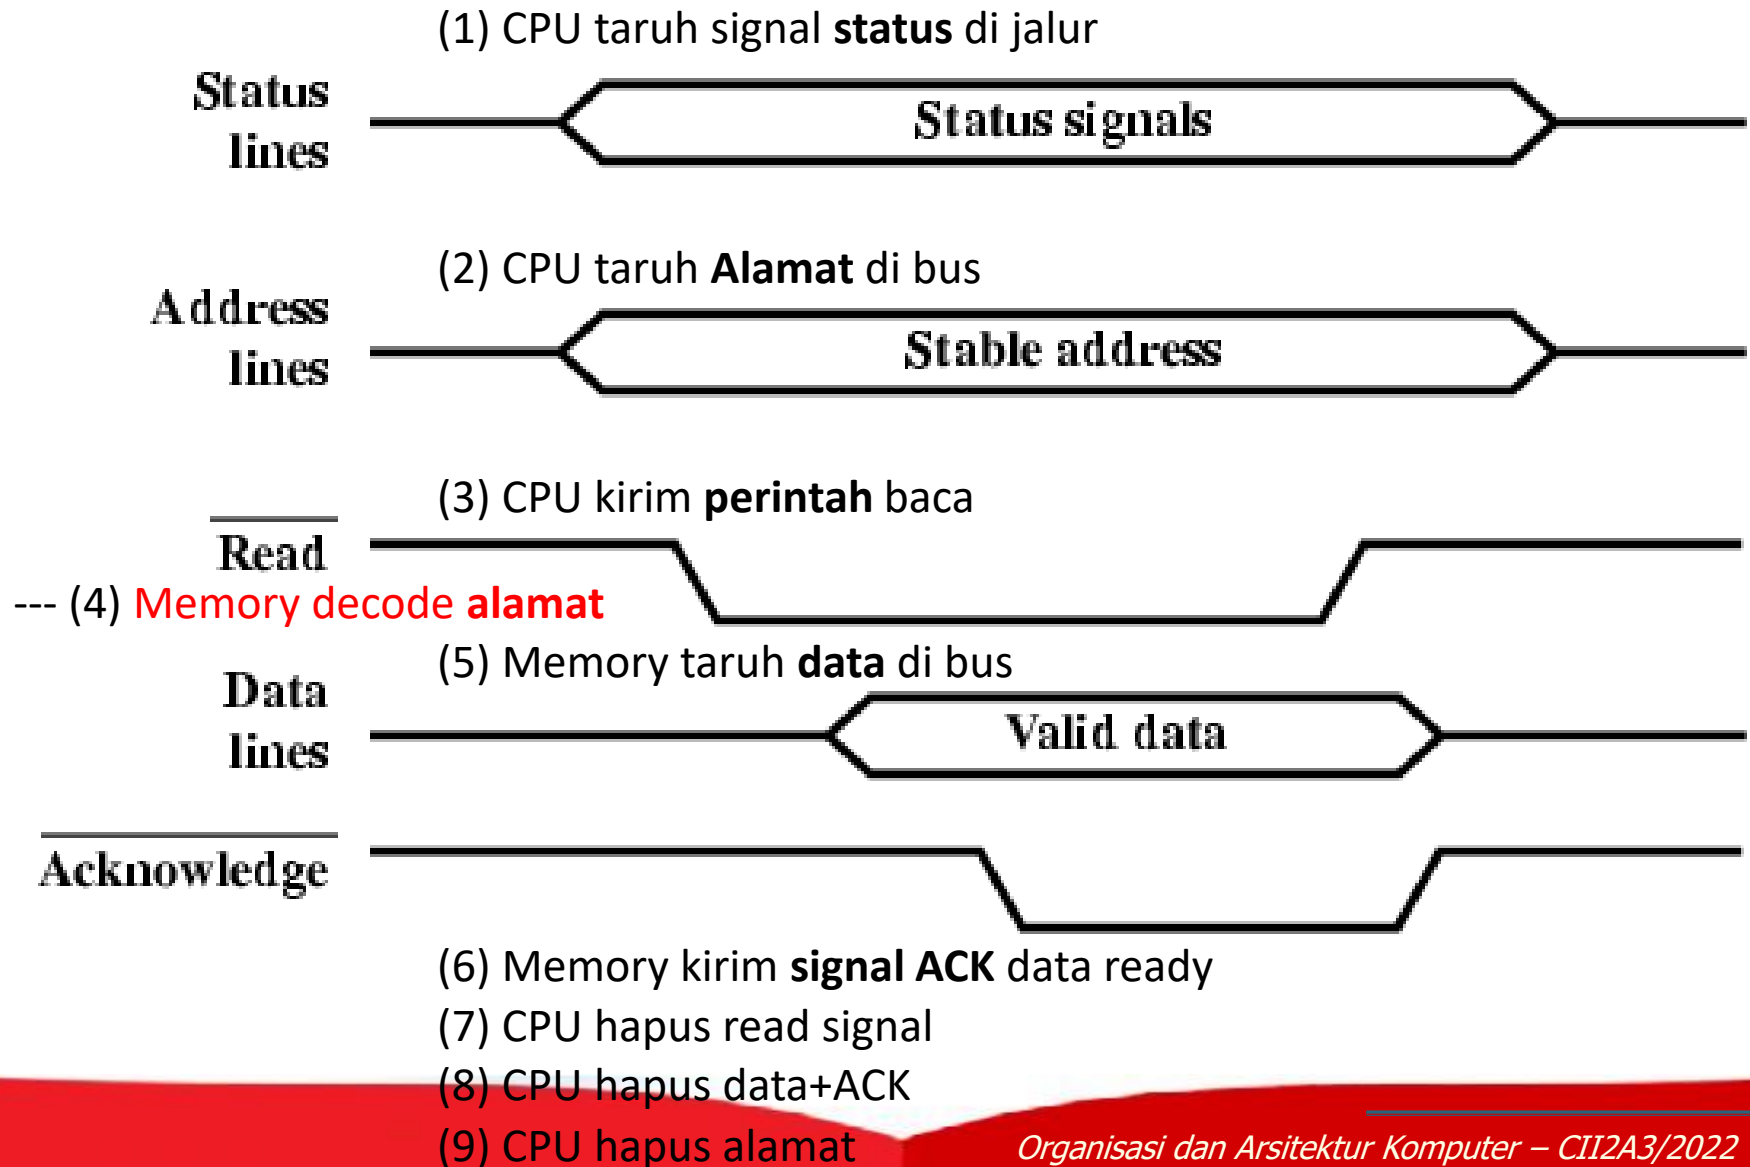 (1) CPU taruh signal status di jalur
Status
lines
Status signals
(2) CPU taruh Alamat di bus
Address
lines
Stable address
(3) CPU kirim perintah baca
Read
--- (4) Memory decode alamat
(5) Memory taruh data di bus
Data
lines
Valid data
Acknowledge
(6) Memory kirim signal ACK data ready
(7) CPU hapus read signal
(8) CPU hapus data+ACK
(9) CPU hapus alamat
Organisasi dan Arsitektur Komputer – CII2A3/2022